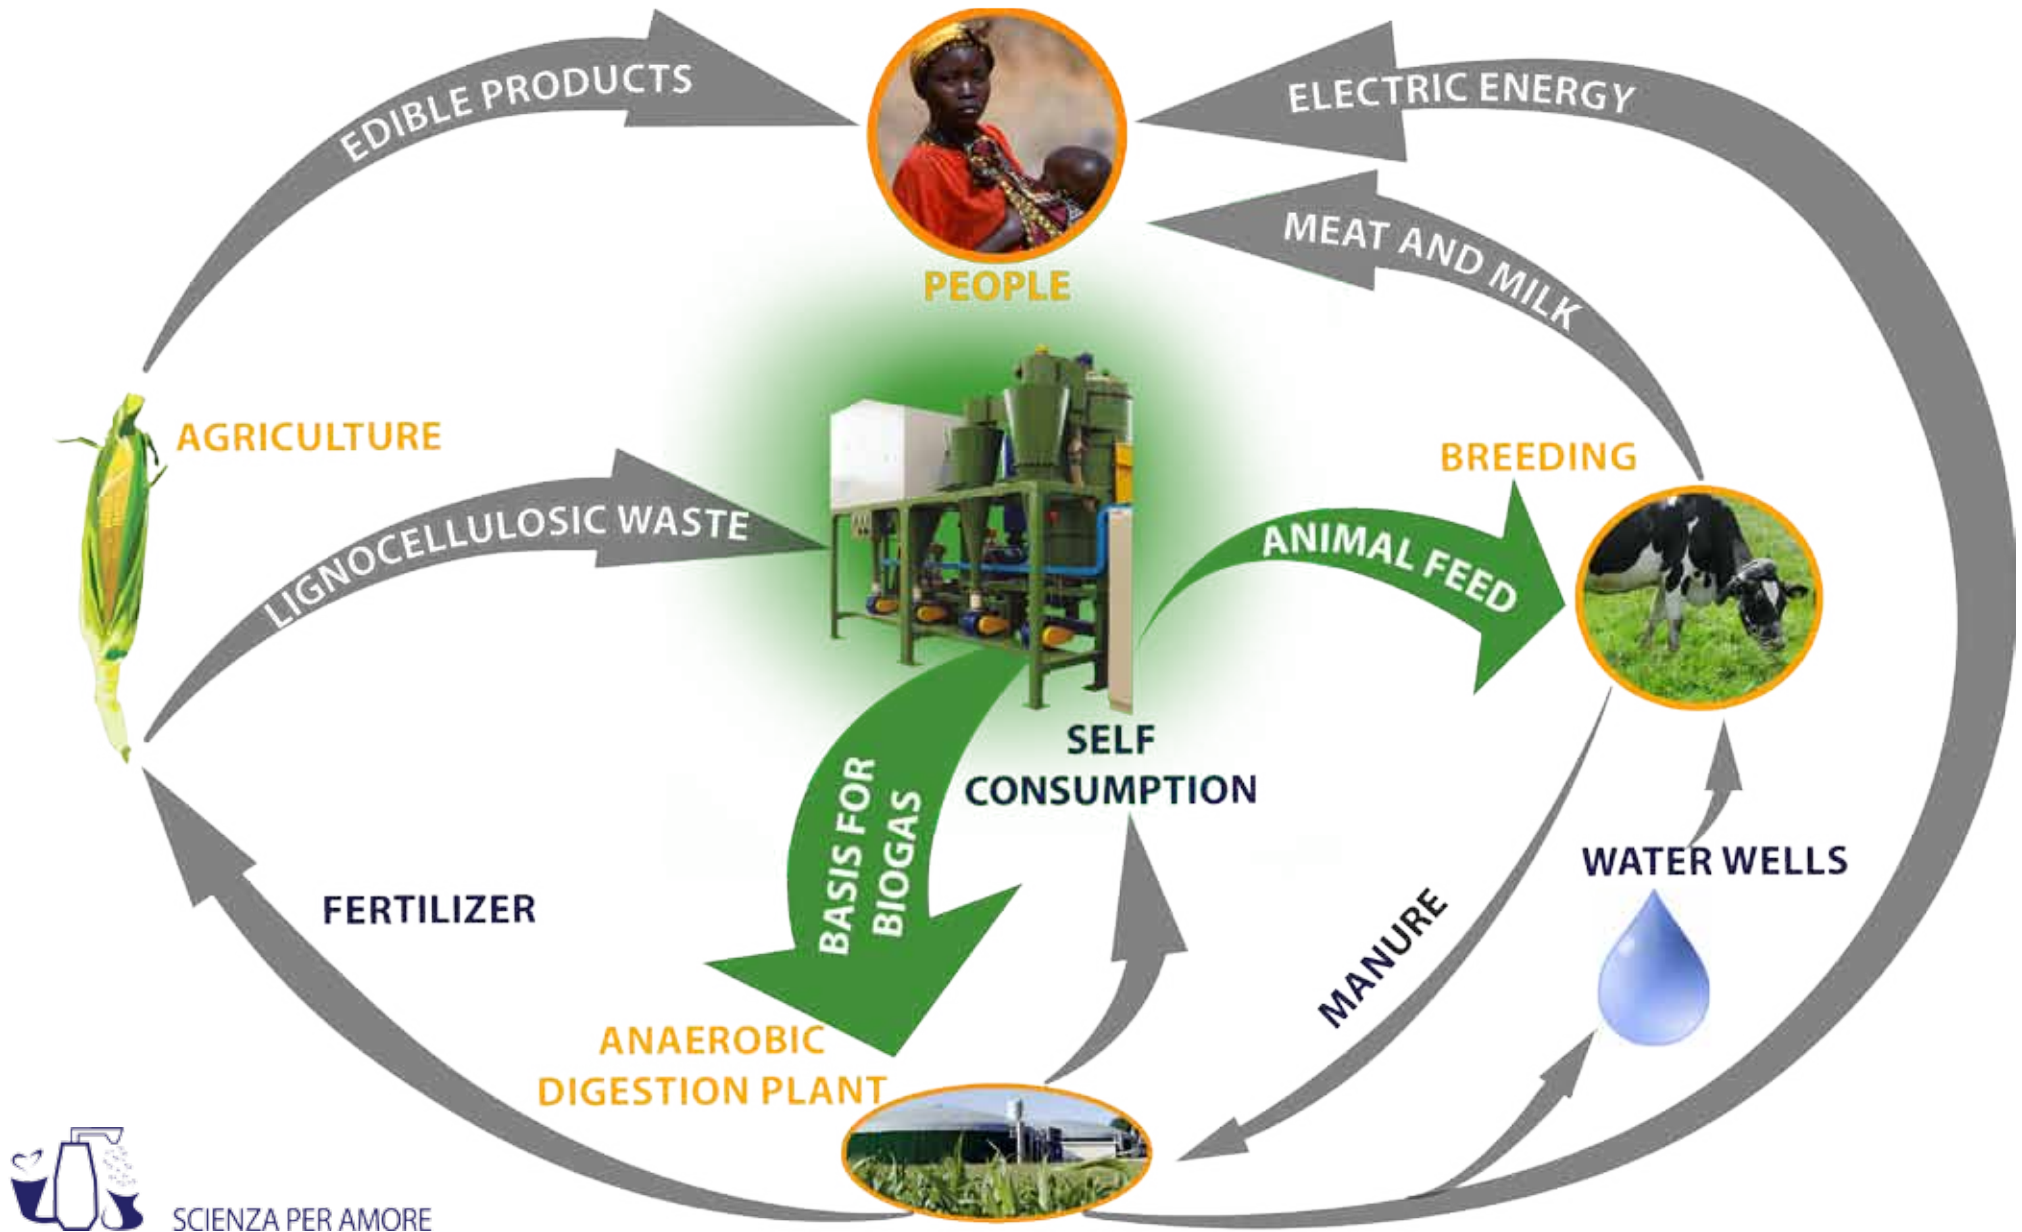 EDIBLE PRODUCTS
ELECTRIC ENERGY
MEAT AND MILK
PEOPLE
AGRICULTURE
BREEDING
LIGNOCELLULOSIC WASTE
ANIMAL FEED
SELF
CONSUMPTION
BASIS FOR
BIOGAS
WATER WELLS
FERTILIZER
MANURE
ANAEROBIC
DIGESTION PLANT
SCIENZA PER AMORE